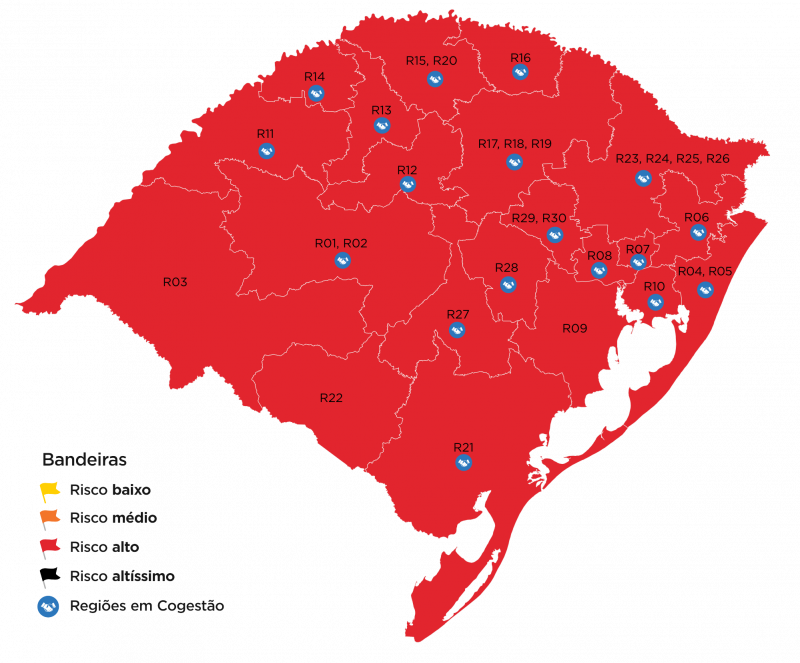 R16
R15, R20
R14
R13
R11
R17, R18, R19
R23, R24, R25, R26
R12
R29, R30
R06
R01, R02
R07
R08
R28
R04, R05
R03
R10
R27
R09
R22
R21
Bandeiras
Risco baixo
Risco médio
Risco alto
Risco altíssimo
Regiões em Cogestão